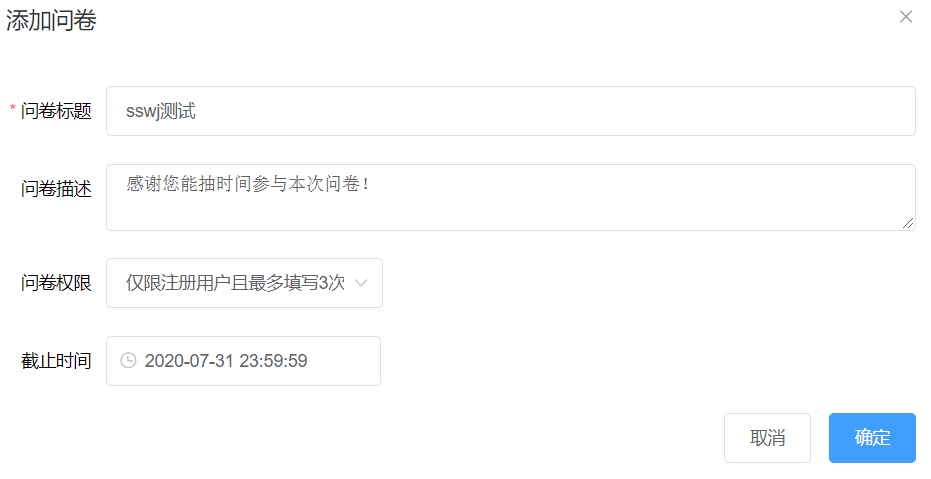 添加问卷
* 问卷标题 sswj测试
问卷描述 感谢您能抽时间参与本次问卷！
问卷权限 仅限注册用户且最多填写3次
截止时间 2020-07-31 23:59:59
取消 确定